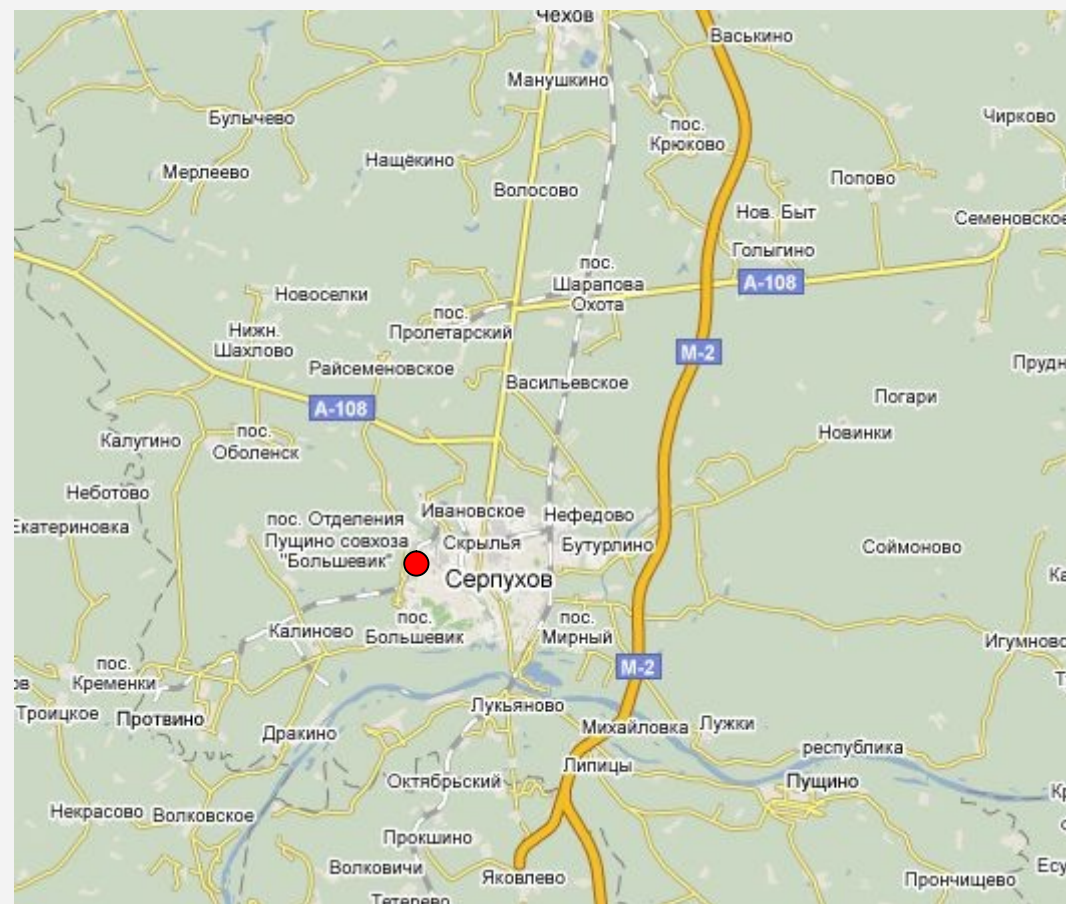 Чехов
Васькино
Манушкино
Булычево
Чирково
пос.
Крюково
Нащёкино
Мерлеево
Волосово
Попово
Нов. Быт
Семеновское
Голыгино
пос.
Шарапова
Охота
А-108
Новоселки
пос.
Пролетарский
Нижн.
Шахлово
М-2
Райсеменовское
Васильевское
Прудн
Погари
А-108
Калугино
пос.
Оболенск
Новинки
Неботово
Екатериновка
Ивановское
Нефедово
пос. Отделения
Пущино совхоза
"Большевик"
Скрылья
Бутурлино
Соймоново
Серпухов
Ка
пос.
Большевик
Калиново
пос.
Мирный
Игумново
пос.
Кременки
М-2
Троицкое
Протвино
Лукьяново
Дракино
Михайловка
Лужки
республика
Липицы
Октябрьский
Пущино
Некрасово
Волковское
Прокшино
Волковичи
Яковлево
Прончищево
Есу
Тетерево